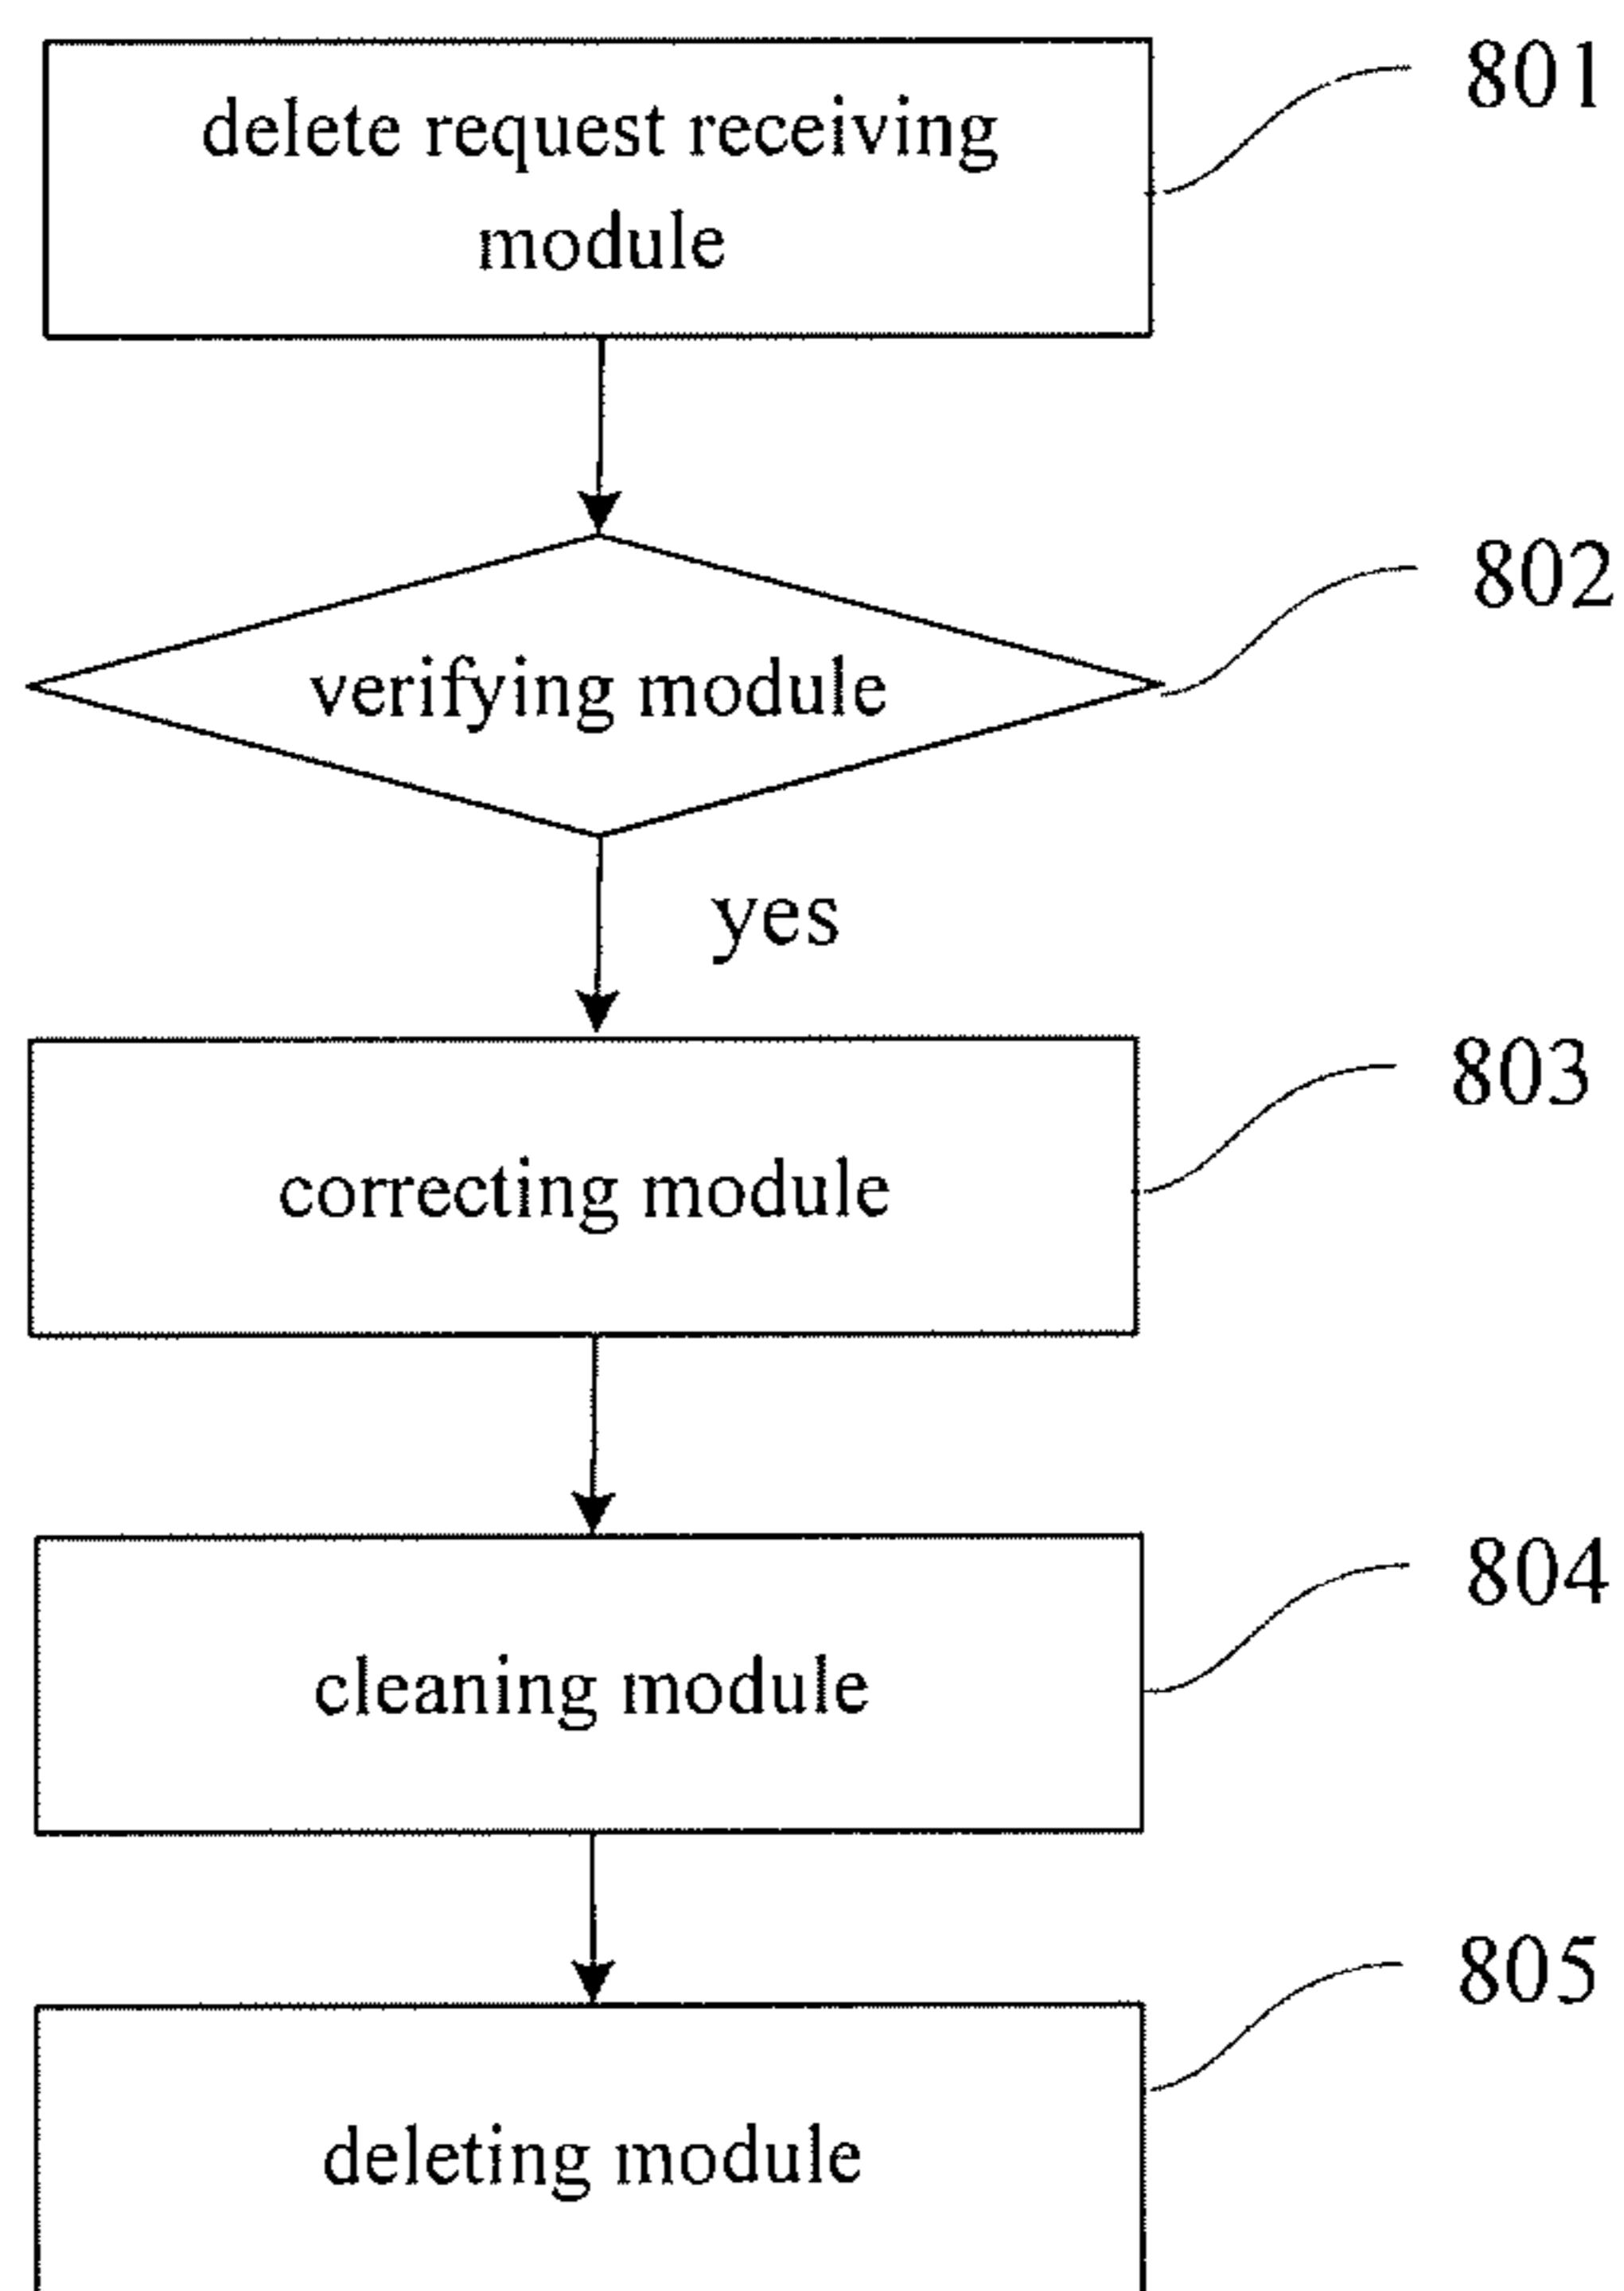 801
delete request receiving
module
802
verifying module
yes
803
correcting module
804
cleaning module
805
deleting module